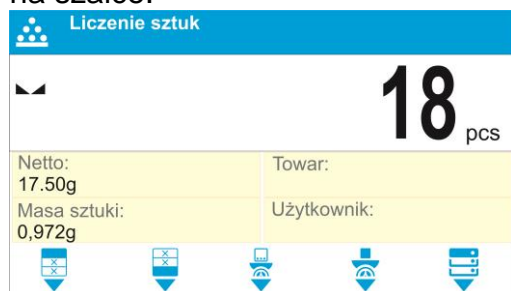 Liczenie sztuk
18 pcs
Netto:
17.50g
Towar:
Masa sztuki:
0,972g
Użytkownik: